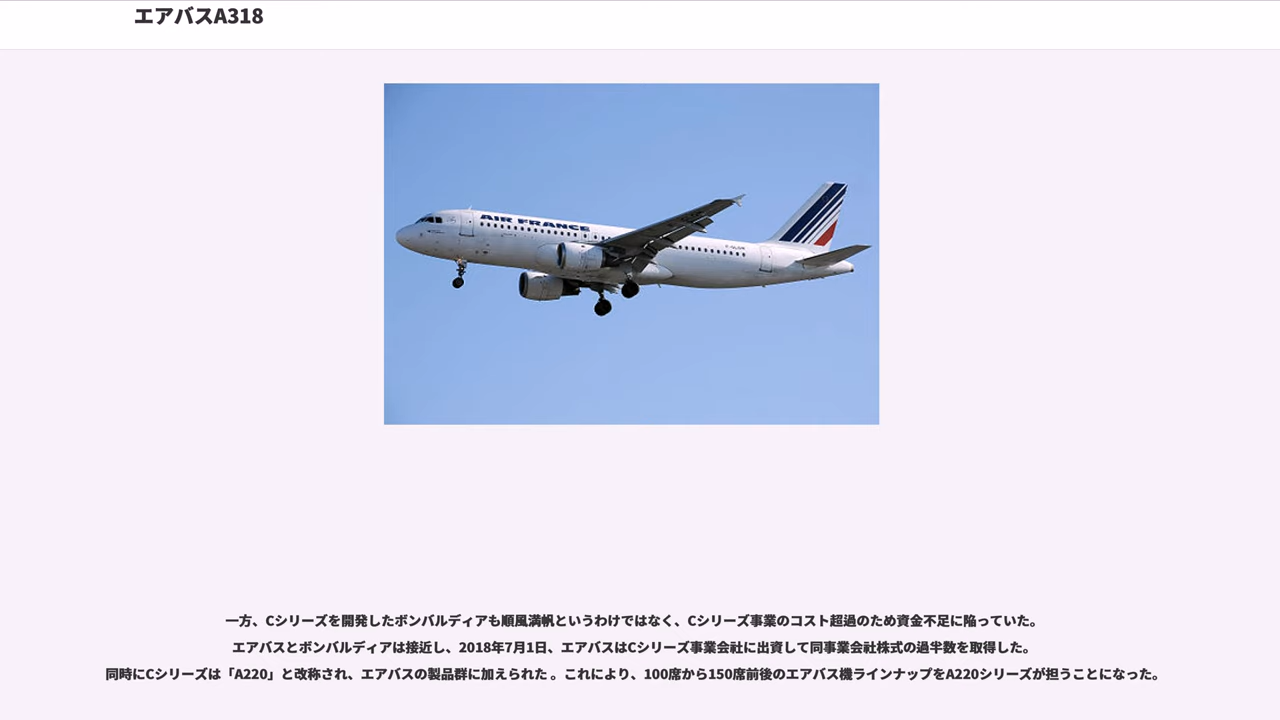 エアバスA318
AIR FRANCE
一方、Cシリーズを開発したボンバルディアも順風満帆というわけではなく、Cシリーズ事業のコスト超過のため資金不足に陥っていた。
エアバスとボンバルディアは接近し、2018年7月1日、エアバスはCシリーズ事業会社に出資して同事業会社株式の過半数を取得した。
同時にCシリーズは「A220」と改称され、エアバスの製品群に加えられた 。これにより、100席から150席前後のエアバス機ラインナップをA220シリーズが担うことになった。